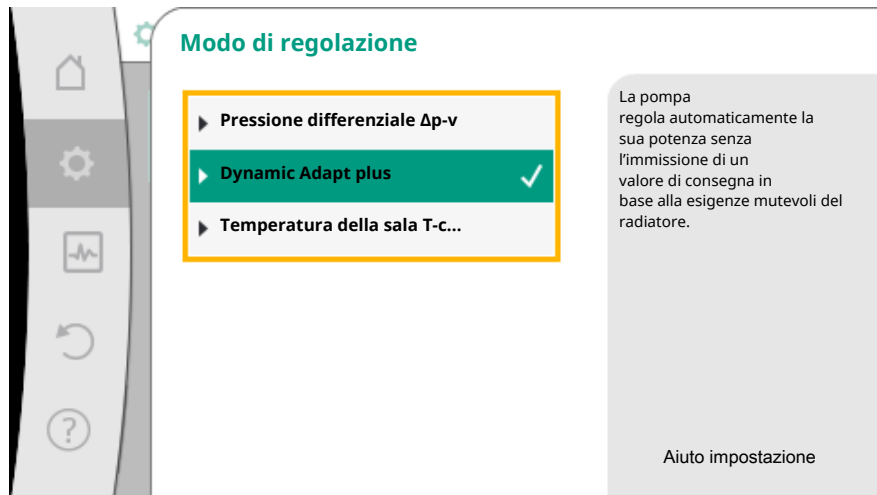 Modo di regolazione
Pressione differenziale Δp-v
Dynamic Adapt plus
Temperatura della sala T-c...
La pompa
regola automaticamente la
sua potenza senza
l'immissione di un
valore di consegna in
base alla esigenze mutevoli del
radiatore.
Aiuto impostazione